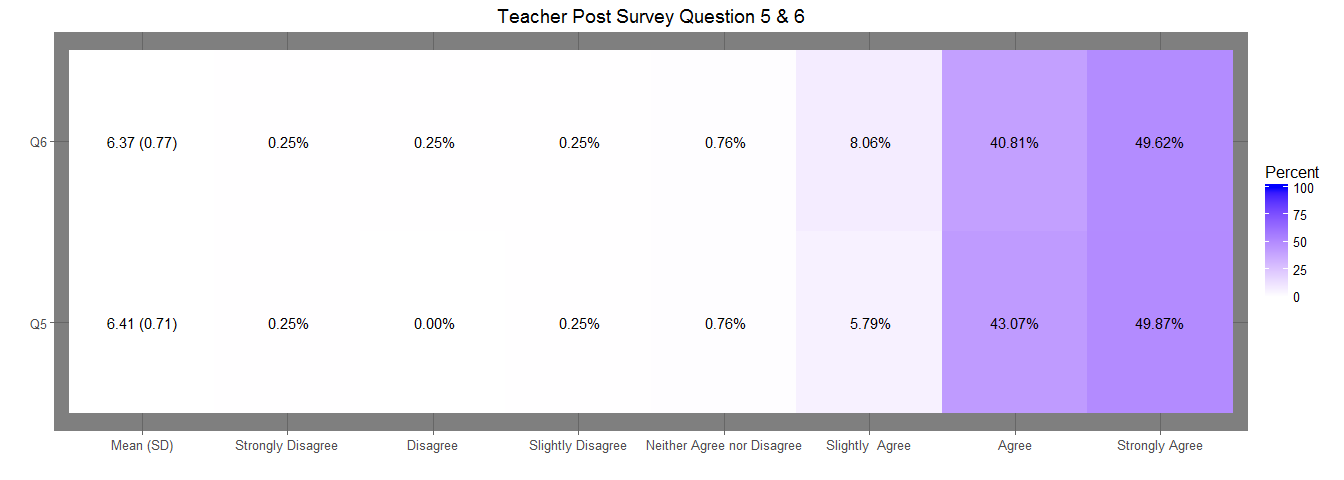 Teacher Post Survey Question 5 & 6
Q6 6.37 (0.77) 0.25% 0.25% 0.25% 0.76% 8.06% 40.81% 49.62%
Q5 6.41 (0.71) 0.25% 0.00% 0.25% 0.76% 5.79% 43.07% 49.87%
Mean (SD) Strongly Disagree Disagree Slightly Disagree Neither Agree nor Disagree Slightly  Agree Agree Strongly Agree
Percent
100
75
50
25
0